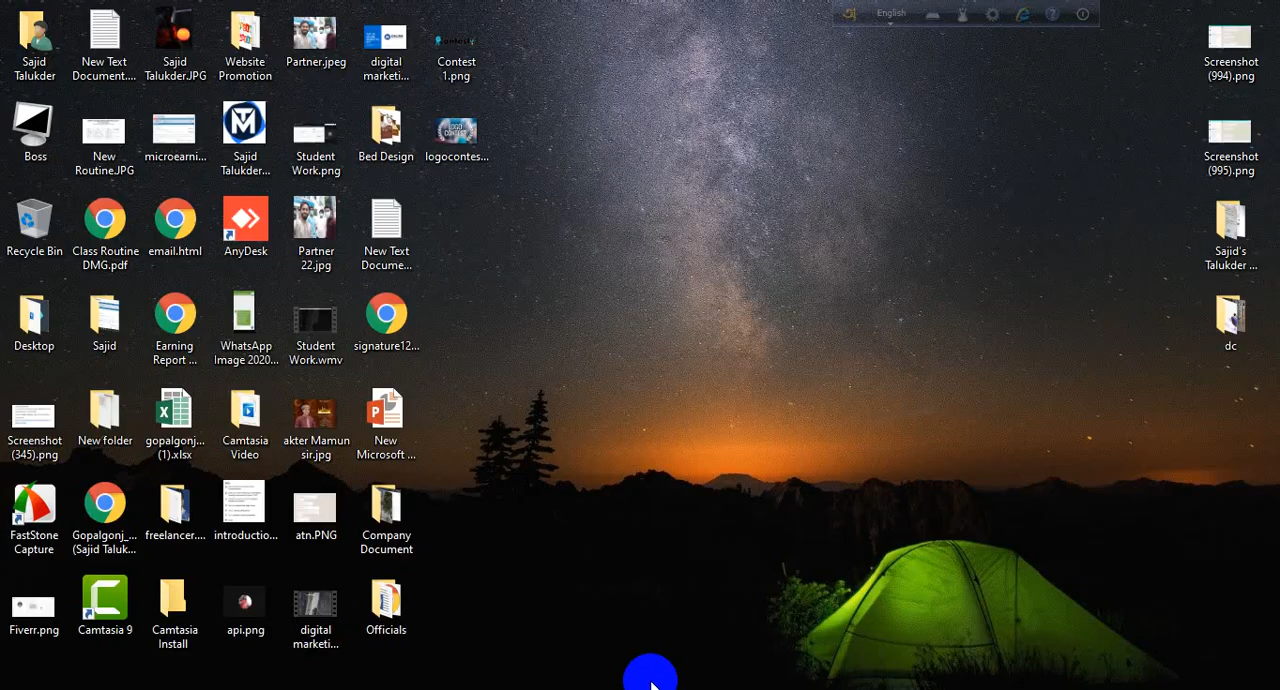 অ
English
Sajid
Talukder
New Text
Document....
Sajid
Talukder.JPG
Website
Promotion
Partner.jpeg
digital
marketi...
Contest
1.png
Screenshot
(994).png
Boss
New
Routine.JPG
microearni...
Sajid
Talukder...
Student
Work.png
Bed Design
logocontes...
Screenshot
(995).png
Recycle Bin
Class Routine
DMG.pdf
email.html
AnyDesk
Partner
22.jpg
New Text
Docume...
Sajid's
Talukder ...
Desktop
Sajid
Earning
Report ...
WhatsApp
Image 2020...
Student
Work.wmv
signature12...
dc
Screenshot
(345).png
New folder
gopalgonj...
(1).xlsx
Camtasia
Video
akter Mamun
sir.jpg
New
Microsoft ...
FastStone
Capture
Gopalgonj_...
(Sajid Taluk...
freelancer....
introductio...
atn.PNG
Company
Document
Fiverr.png
Camtasia 9
Camtasia
Install
api.png
digital
marketi...
Officials